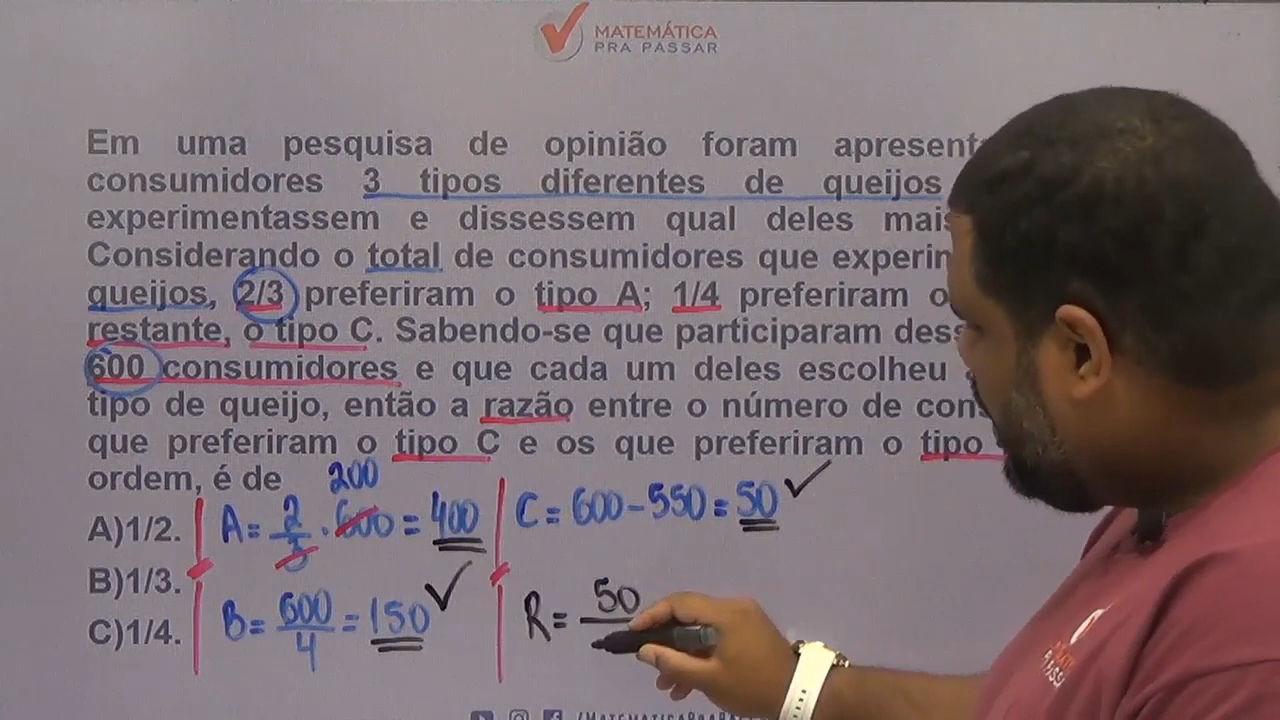 MATEMÁTICA
PRA PASSAR
Em uma pesquisa de opinião foram
consumidores 3 tipos diferentes de queijos
experimentassem e dissessem qual deles mais
Considerando o total de consumidores que
queijos, 2/3 preferiram o tipo A; 1/4 preferiram o
restante, o tipo C. Sabendo-se que participaram
600 consumidores e que cada um deles escolheu
tipo de queijo, então a razão entre o número de
que preferiram o tipo C e os que preferiram o tipo
ordem, é de
A)1/2.
B)1/3.
C)1/4.
200
A = 2/3 . 600 = 400
B = 600/4 = 150
C = 600 - 550 = 50
R = 50